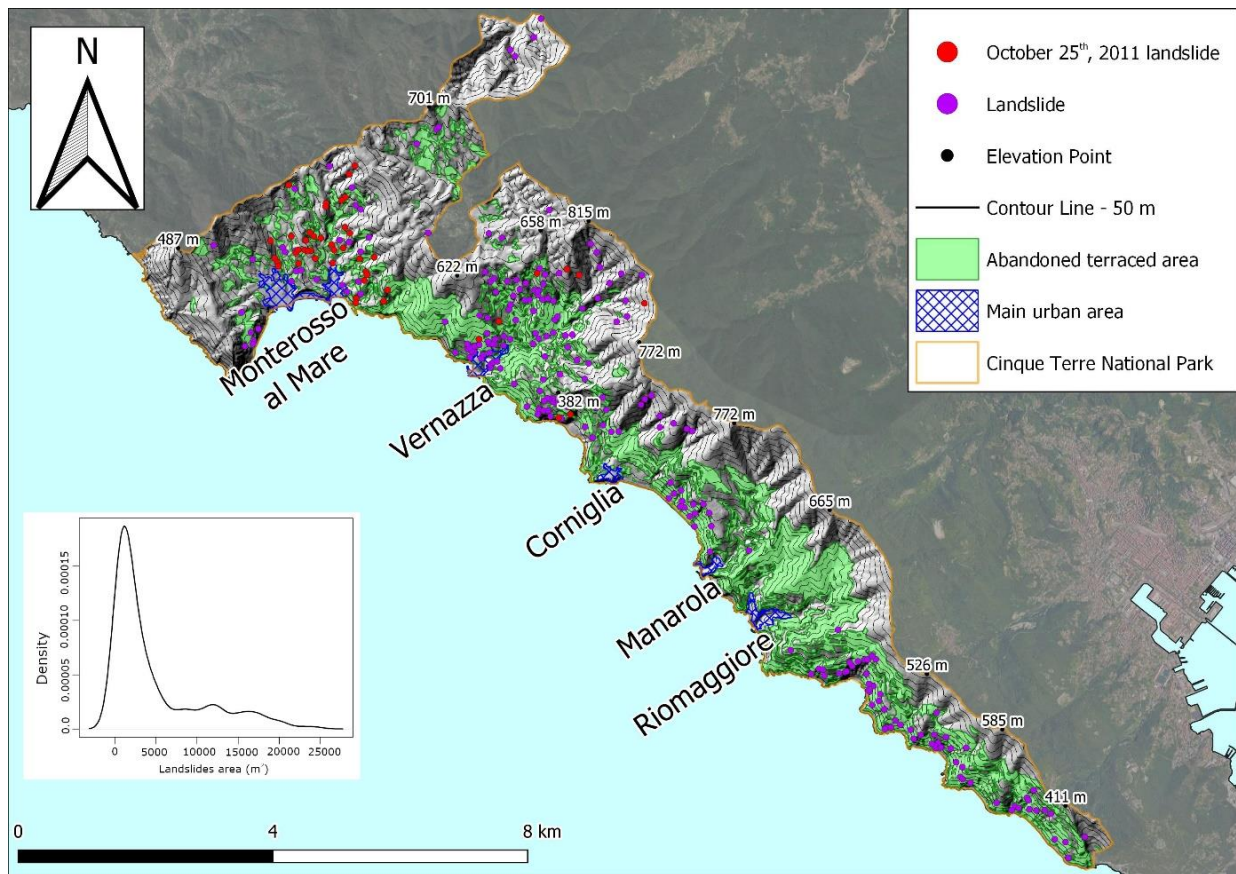 N
October 25th, 2011 landslide
Landslide
Elevation Point
Contour Line - 50 m
Abandoned terraced area
Main urban area
Cinque Terre National Park
701 m
487 m
658 m
815 m
622 m
772 m
382 m
772 m
665 m
526 m
585 m
411 m
Monterosso
al Mare
Vernazza
Corniglia
Manarola
Riomaggiore
Density
0.00015
0.00010
0.00005
0.0
0 5000 10000 15000 20000 25000
Landslides area (m²)
0 4 8 km